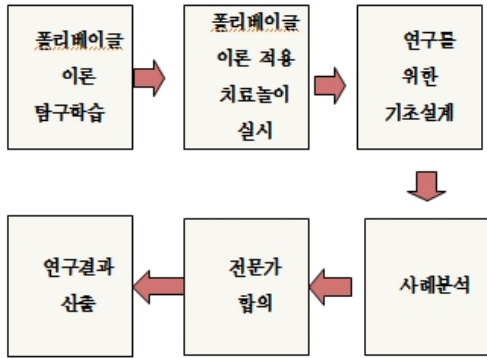 폴리베이글
이론
탐구학습
폴리베이글
이론 적용
치료놀이
실시
연구를
위한
기초설계
사례분석
전문가
합의
연구결과
산출